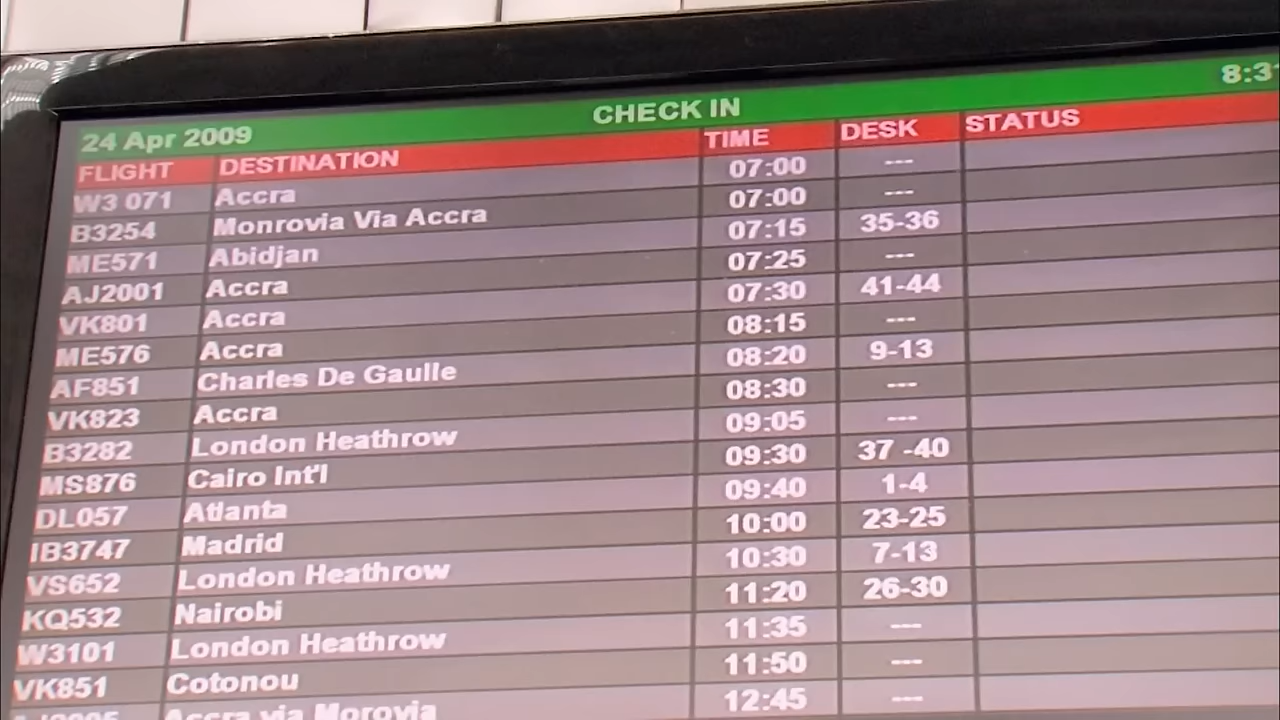 24 Apr 2009 CHECK IN 8:31
FLIGHT DESTINATION TIME DESK STATUS
W3 071 Accra 07:00 ---
B3254 Monrovia Via Accra 07:00 ---
ME571 Abidjan 07:15 35-36
AJ2001 Accra 07:25 ---
VK801 Accra 07:30 41-44
ME576 Accra 08:15 ---
AF851 Charles De Gaulle 08:20 9-13
VK823 Accra 08:30 ---
B3282 London Heathrow 09:05 ---
MS876 Cairo Int'l 09:30 37 -40
DL057 Atlanta 09:40 1-4
IB3747 Madrid 10:00 23-25
VS652 London Heathrow 10:30 7-13
KQ532 Nairobi 11:20 26-30
W3101 London Heathrow 11:35 ---
VK851 Cotonou 11:50 ---
Accra via Morovia 12:45 ---